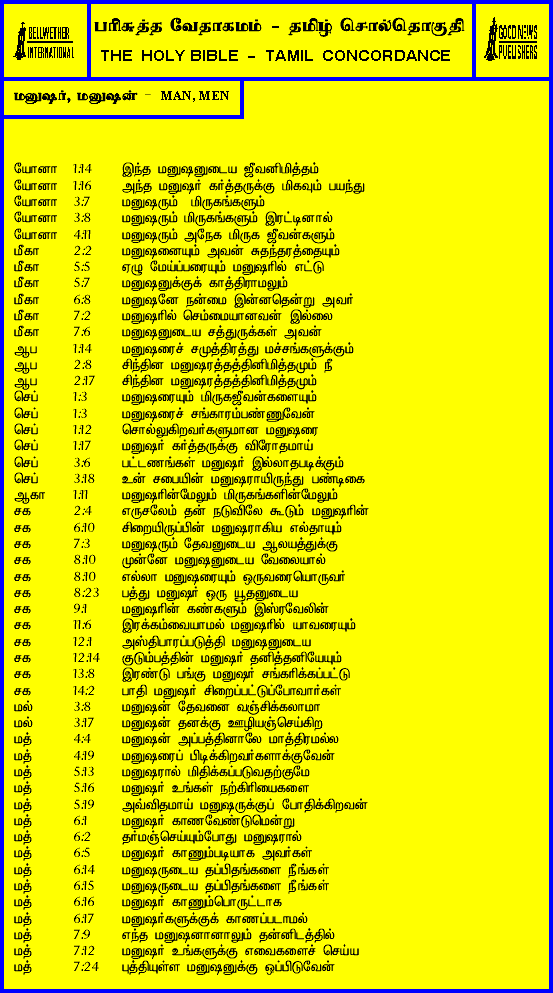 BELLWETHER
INTERNATIONAL
பரிசுத்த வேதாகமம் - தமிழ் சொல்தொகுதி
THE HOLY BIBLE - TAMIL CONCORDANCE
GOOD NEWS
PUBLISHERS
மனுஷர், மனுஷன் - MAN, MEN
யோனா 1:14 இந்த மனுஷனுடைய ஜீவனிமித்தம்
யோனா 1:16 அந்த மனுஷர் கர்த்தருக்கு மிகவும் பயந்து
யோனா 3:7 மனுஷரும் மிருகங்களும்
யோனா 3:8 மனுஷரும் மிருகங்களும் இரட்டினால்
யோனா 4:11 மனுஷரும் அநேக மிருக ஜீவன்களும்
மீகா 2:2 மனுஷனையும் அவன் சுதந்தரத்தையும்
மீகா 5:5 ஏழு மேய்ப்பரையும் மனுஷரில் எட்டு
மீகா 5:7 மனுஷனுக்குக் காத்திராமலும்
மீகா 6:8 மனுஷனே நன்மை இன்னதென்று அவர்
மீகா 7:2 மனுஷரில் செம்மையானவன் இல்லை
மீகா 7:6 மனுஷனுடைய சத்துருக்கள் அவன்
ஆப 1:14 மனுஷரைச் சமுத்திரத்து மச்சங்களுக்கும்
ஆப 2:8 சிந்தின மனுஷரத்தத்தினிமித்தமும் நீ
ஆப 2:17 சிந்தின மனுஷரத்தத்தினிமித்தமும்
செப் 1:3 மனுஷரையும் மிருகஜீவன்களையும்
செப் 1:3 மனுஷரைச் சங்காரம்பண்ணுவேன்
செப் 1:12 சொல்லுகிறவர்களுமான மனுஷரை
செப் 1:17 மனுஷர் கர்த்தருக்கு விரோதமாய்
செப் 3:6 பட்டணங்கள் மனுஷர் இல்லாதபடிக்கும்
செப் 3:18 உன் சபையின் மனுஷராயிருந்து பண்டிகை
ஆகா 1:11 மனுஷரின்மேலும் மிருகங்களின்மேலும்
சக 2:4 எருசலேம் தன் நடுவிலே கூடும் மனுஷரின்
சக 6:10 சிறையிருப்பின் மனுஷராகிய எல்தாயும்
சக 7:3 மனுஷரும் தேவனுடைய ஆலயத்துக்கு
சக 8:10 முன்னே மனுஷனுடைய வேலையால்
சக 8:10 எல்லா மனுஷரையும் ஒருவரையொருவர்
சக 8:23 பத்து மனுஷர் ஒரு யூதனுடைய
சக 9:1 மனுஷரின் கண்களும் இஸ்ரவேலின்
சக 11:6 இரக்கம்வையாமல் மனுஷரில் யாவரையும்
சக 12:1 அஸ்திபாரப்படுத்தி மனுஷனுடைய
சக 12:14 குடும்பத்தின் மனுஷர் தனித்தனியேயும்
சக 13:8 இரண்டு பங்கு மனுஷர் சங்கரிக்கப்பட்டு
சக 14:2 பாதி மனுஷர் சிறைப்பட்டுப்போவார்கள்
மல் 3:8 மனுஷன் தேவனை வஞ்சிக்கலாமா
மல் 3:17 மனுஷன் தனக்கு ஊழியஞ்செய்கிற
மத் 4:4 மனுஷன் அப்பத்தினாலே மாத்திரமல்ல
மத் 4:19 மனுஷரைப் பிடிக்கிறவர்களாக்குவேன்
மத் 5:13 மனுஷரால் மிதிக்கப்படுவதற்குமே
மத் 5:16 மனுஷர் உங்கள் நற்கிரியைகளை
மத் 5:19 அவ்விதமாய் மனுஷருக்குப் போதிக்கிறவன்
மத் 6:1 மனுஷர் காணவேண்டுமென்று
மத் 6:2 தர்மஞ்செய்யும்போது மனுஷரால்
மத் 6:5 மனுஷர் காணும்படியாக அவர்கள்
மத் 6:14 மனுஷருடைய தப்பிதங்களை நீங்கள்
மத் 6:15 மனுஷருடைய தப்பிதங்களை நீங்கள்
மத் 6:16 மனுஷர் காணும்பொருட்டாக
மத் 6:17 மனுஷர்களுக்குக் காணப்படாமல்
மத் 7:9 எந்த மனுஷனானாலும் தன்னிடத்தில்
மத் 7:12 மனுஷர் உங்களுக்கு எவைகளைச் செய்ய
மத் 7:24 புத்தியுள்ள மனுஷனுக்கு ஒப்பிடுவேன்